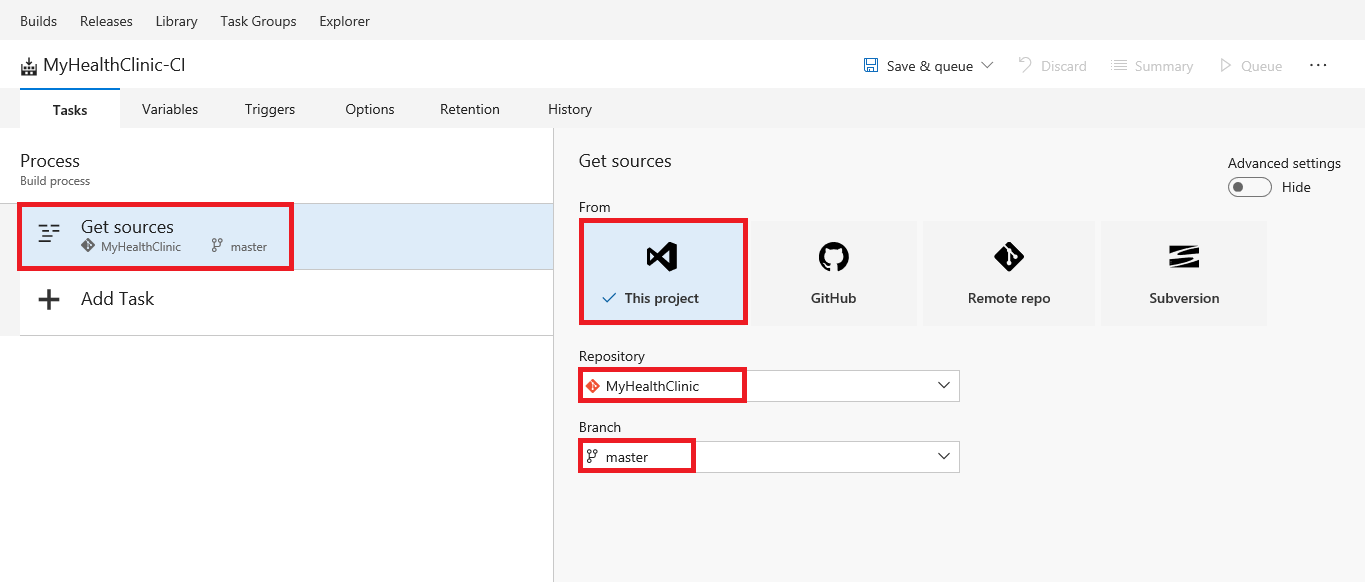 Builds Releases Library Task Groups Explorer
MyHealthClinic-CI Save & queue Discard Summary Queue ...
Tasks Variables Triggers Options Retention History
Process
Build process
Get sources
MyHealthClinic master
Add Task
Get sources
Advanced settings
Hide
From
This project GitHub Remote repo Subversion
Repository
MyHealthClinic
Branch
master